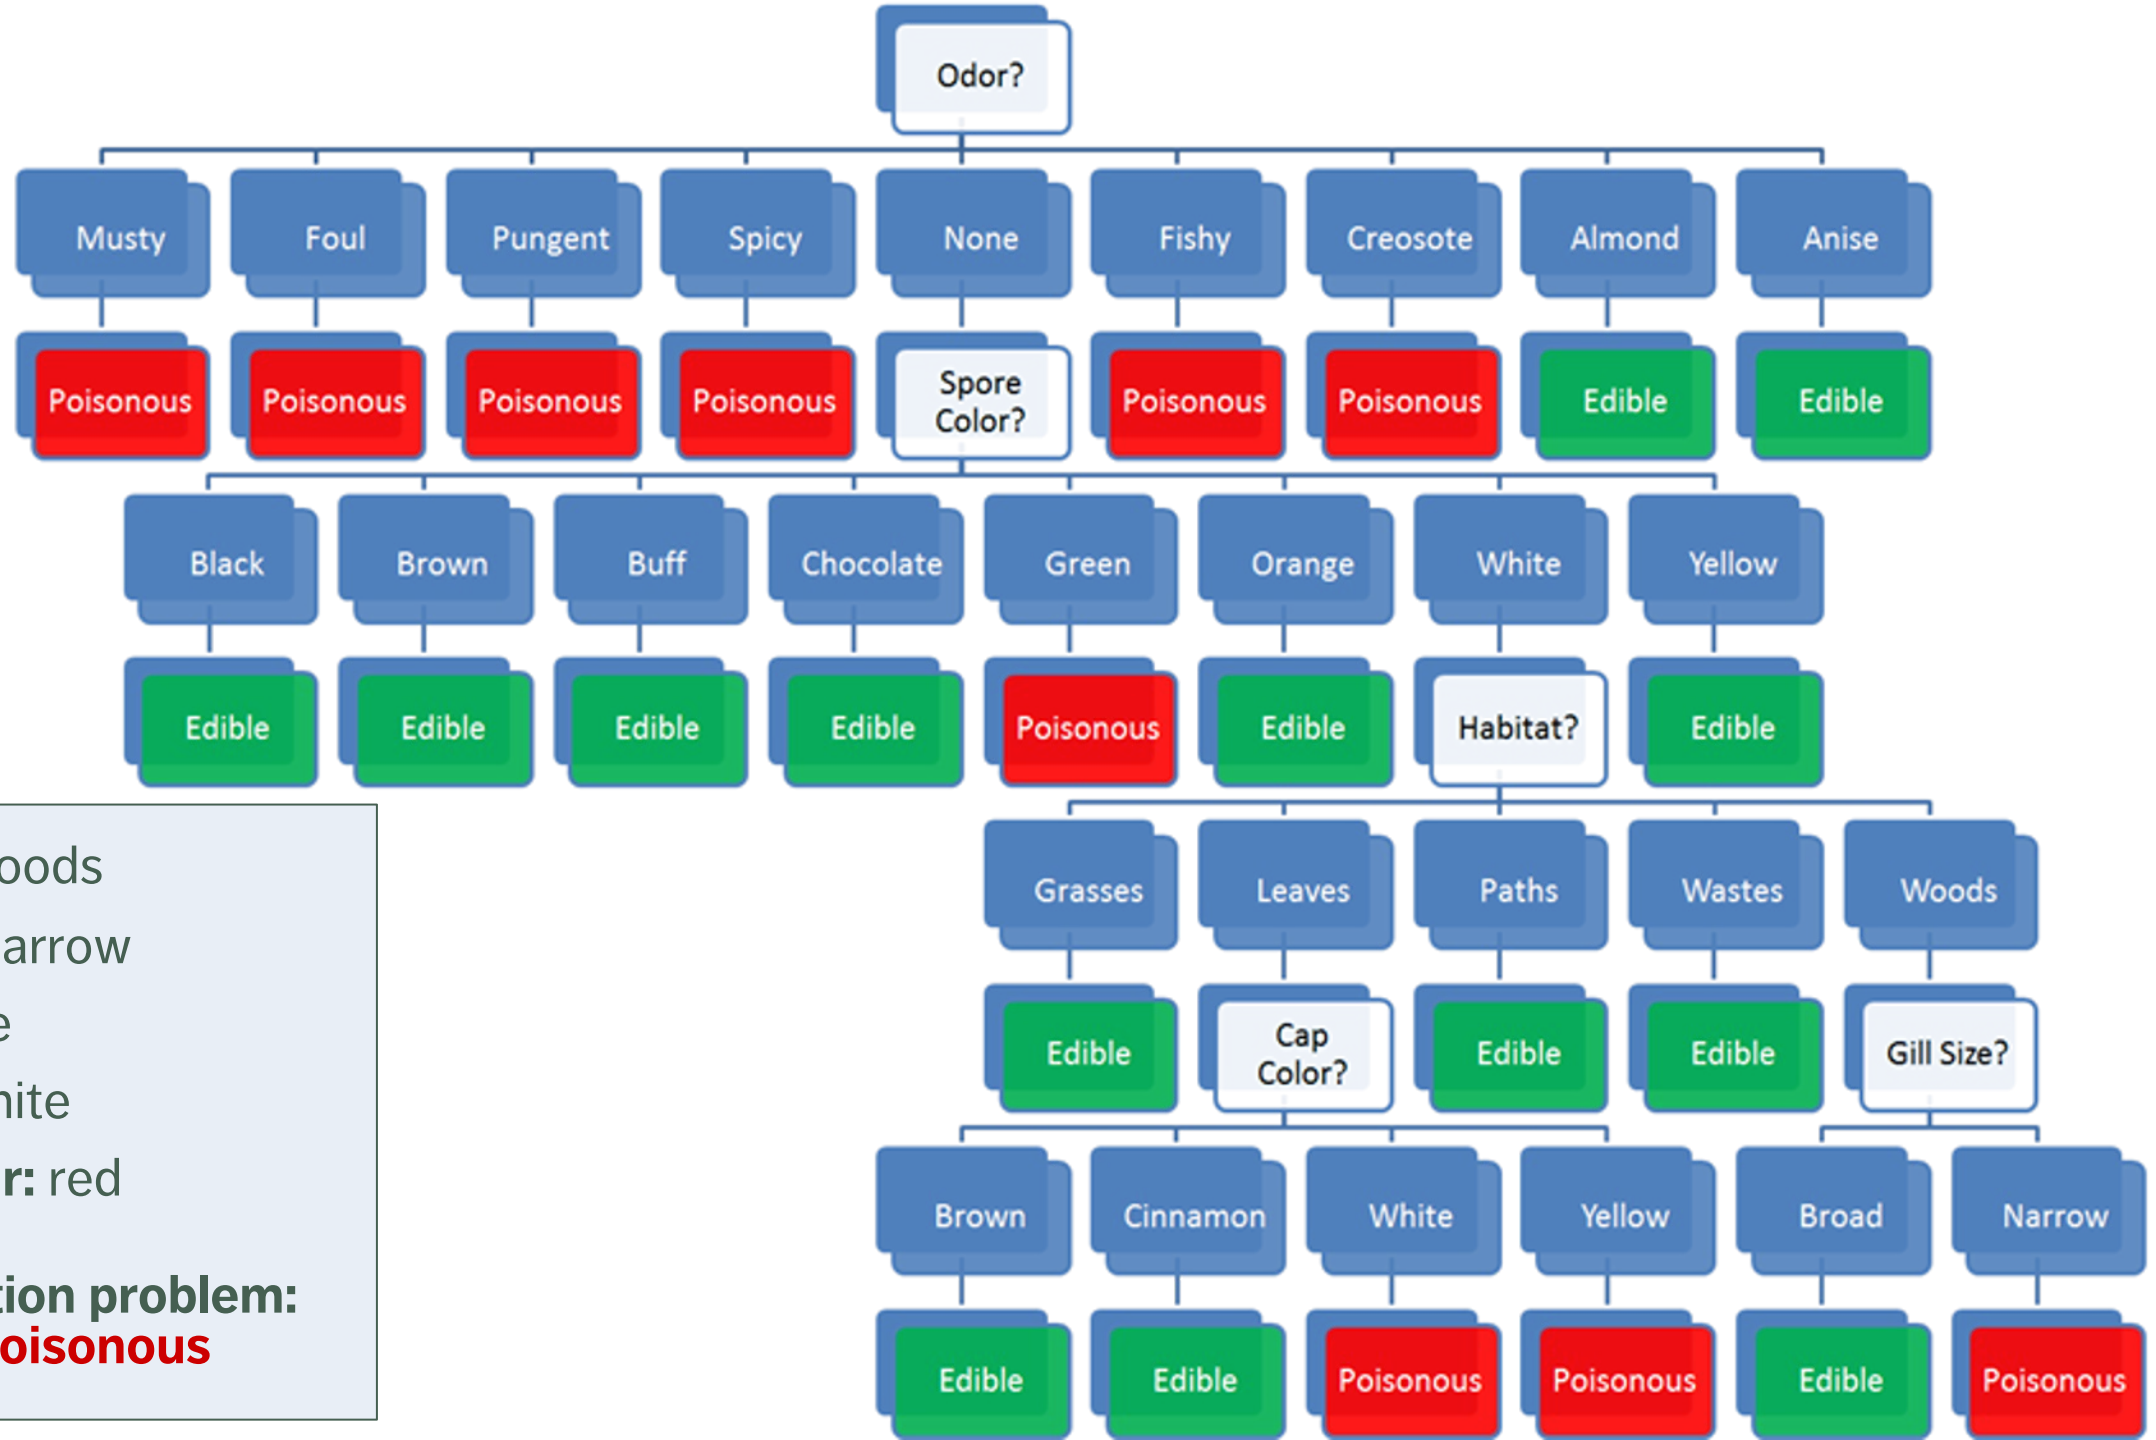 Odor?
Musty Foul Pungent Spicy None Fishy Creosote Almond Anise
Poisonous Poisonous Poisonous Poisonous Spore Color? Poisonous Poisonous Edible Edible
Black Brown Buff Chocolate Green Orange White Yellow
Edible Edible Edible Edible Poisonous Edible Habitat? Edible
Grasses Leaves Paths Wastes Woods
Edible Cap Color? Edible Edible Gill Size?
Brown Cinnamon White Yellow Broad Narrow
Edible Edible Poisonous Poisonous Edible Poisonous
oods
arrow
e
hite
r: red
tion problem:
oisonous